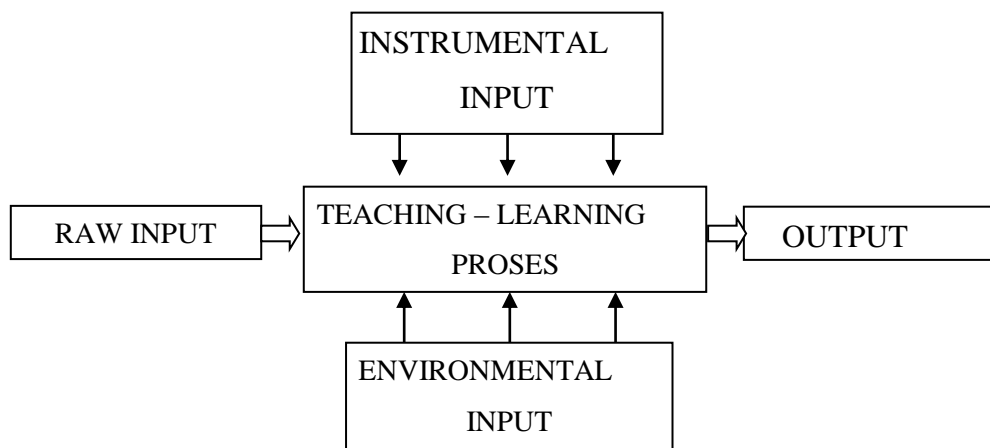 INSTRUMENTAL
INPUT
RAW INPUT
TEACHING – LEARNING
PROSES
OUTPUT
ENVIRONMENTAL
INPUT